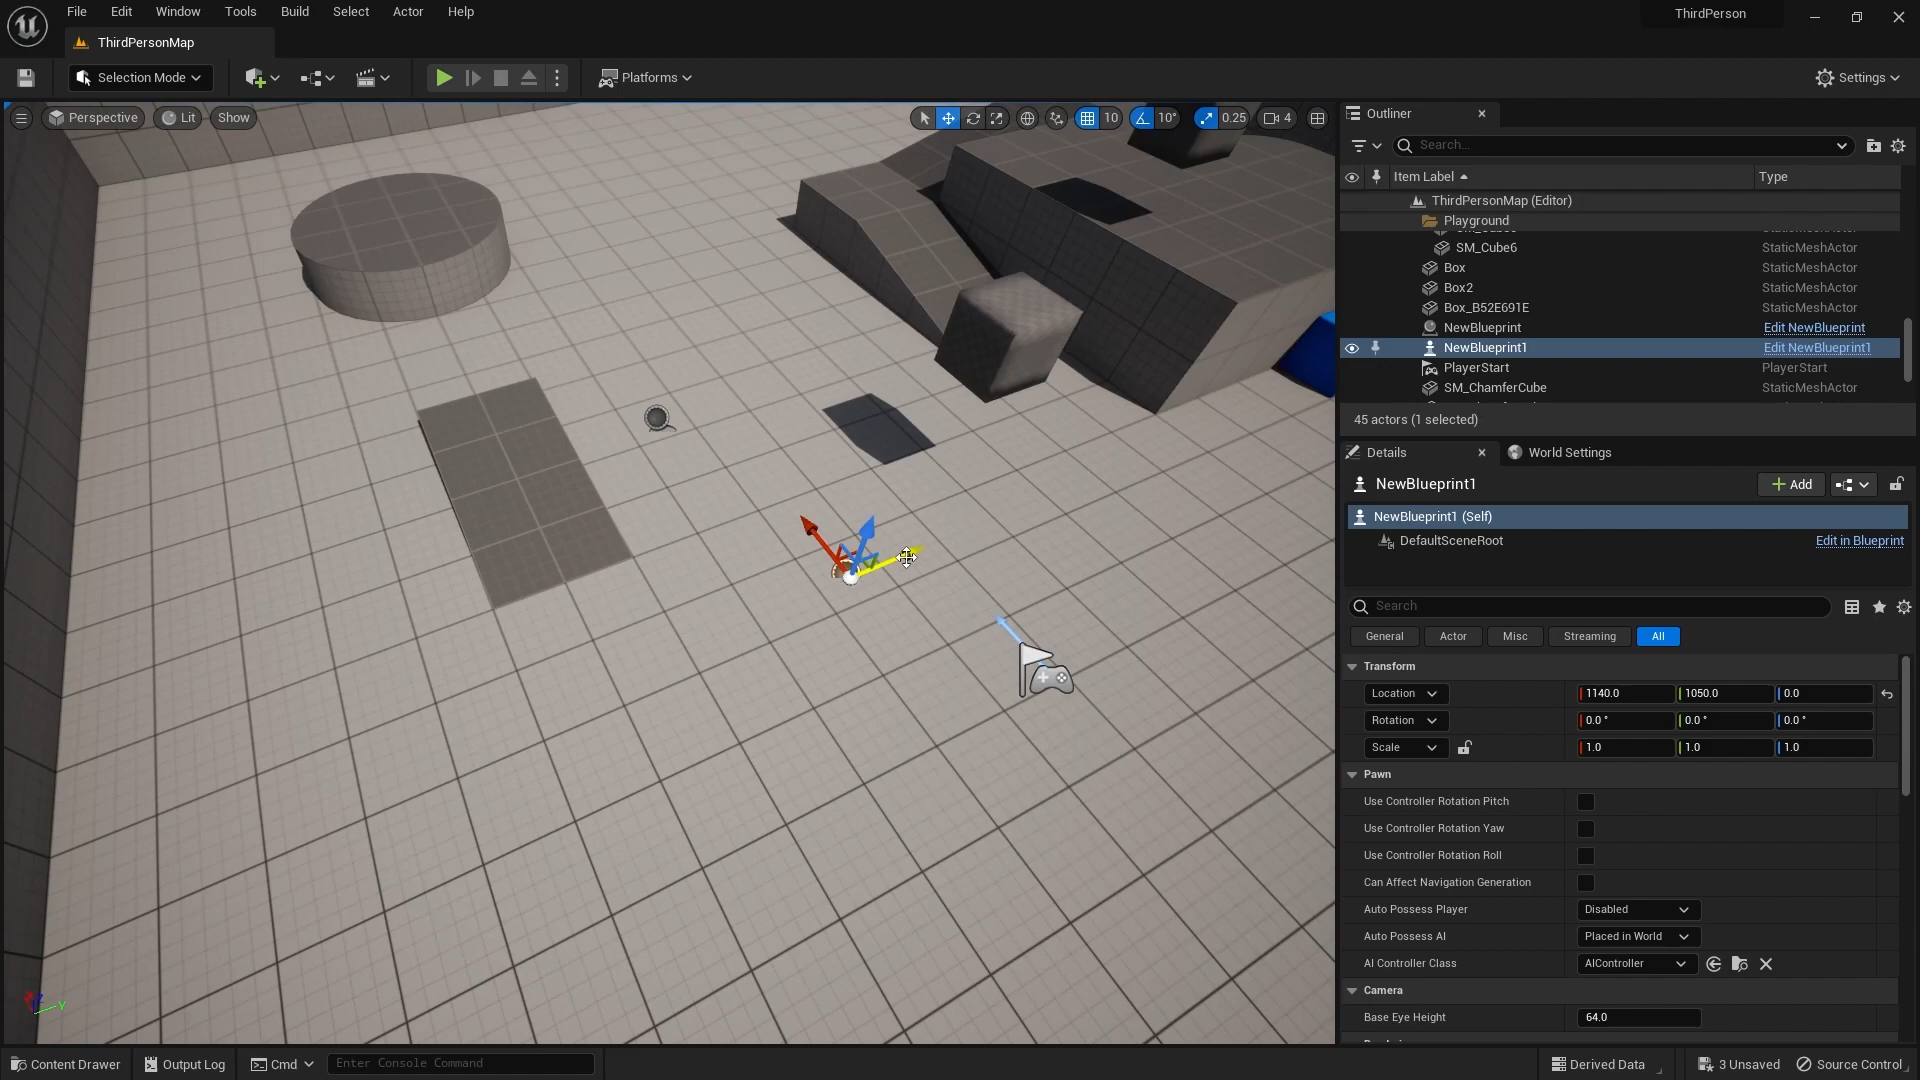 File Edit Window Tools Build Select Actor Help
ThirdPerson
ThirdPersonMap
Selection Mode
Platforms
Settings
Perspective
Lit
Show
10
10°
0.25
4
Outliner
Search...
Item Label
Type
ThirdPersonMap (Editor)
Playground
SM_Cube6 StaticMeshActor
Box StaticMeshActor
Box2 StaticMeshActor
Box_B52E691E StaticMeshActor
NewBlueprint Edit NewBlueprint
NewBlueprint1 Edit NewBlueprint1
PlayerStart PlayerStart
SM_ChamferCube StaticMeshActor
45 actors (1 selected)
Details
World Settings
NewBlueprint1
Add
NewBlueprint1 (Self)
DefaultSceneRoot Edit in Blueprint
Search
General Actor Misc Streaming All
Transform
Location 1140.0 1050.0 0.0
Rotation 0.0 ° 0.0 ° 0.0 °
Scale 1.0 1.0 1.0
Pawn
Use Controller Rotation Pitch
Use Controller Rotation Yaw
Use Controller Rotation Roll
Can Affect Navigation Generation
Auto Possess Player Disabled
Auto Possess AI Placed in World
AI Controller Class AIController
Camera
Base Eye Height 64.0
Y
Content Drawer
Output Log
Cmd
Enter Console Command
Derived Data
3 Unsaved
Source Control